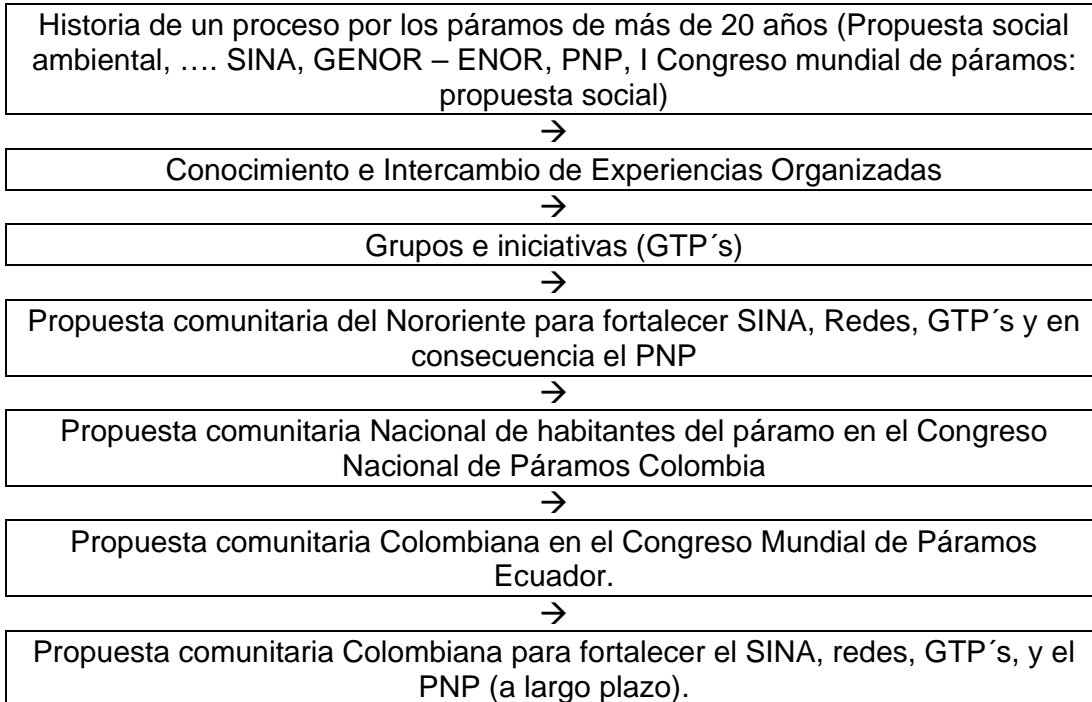 Historia de un proceso por los páramos de más de 20 años (Propuesta social
ambiental, …. SINA, GENOR – ENOR, PNP, I Congreso mundial de páramos:
propuesta social)
→
Conocimiento e Intercambio de Experiencias Organizadas
→
Grupos e iniciativas (GTP´s)
→
Propuesta comunitaria del Nororiente para fortalecer SINA, Redes, GTP´s y en
consecuencia el PNP
→
Propuesta comunitaria Nacional de habitantes del páramo en el Congreso
Nacional de Páramos Colombia
→
Propuesta comunitaria Colombiana en el Congreso Mundial de Páramos
Ecuador.
→
Propuesta comunitaria Colombiana para fortalecer el SINA, redes, GTP´s, y el
PNP (a largo plazo).